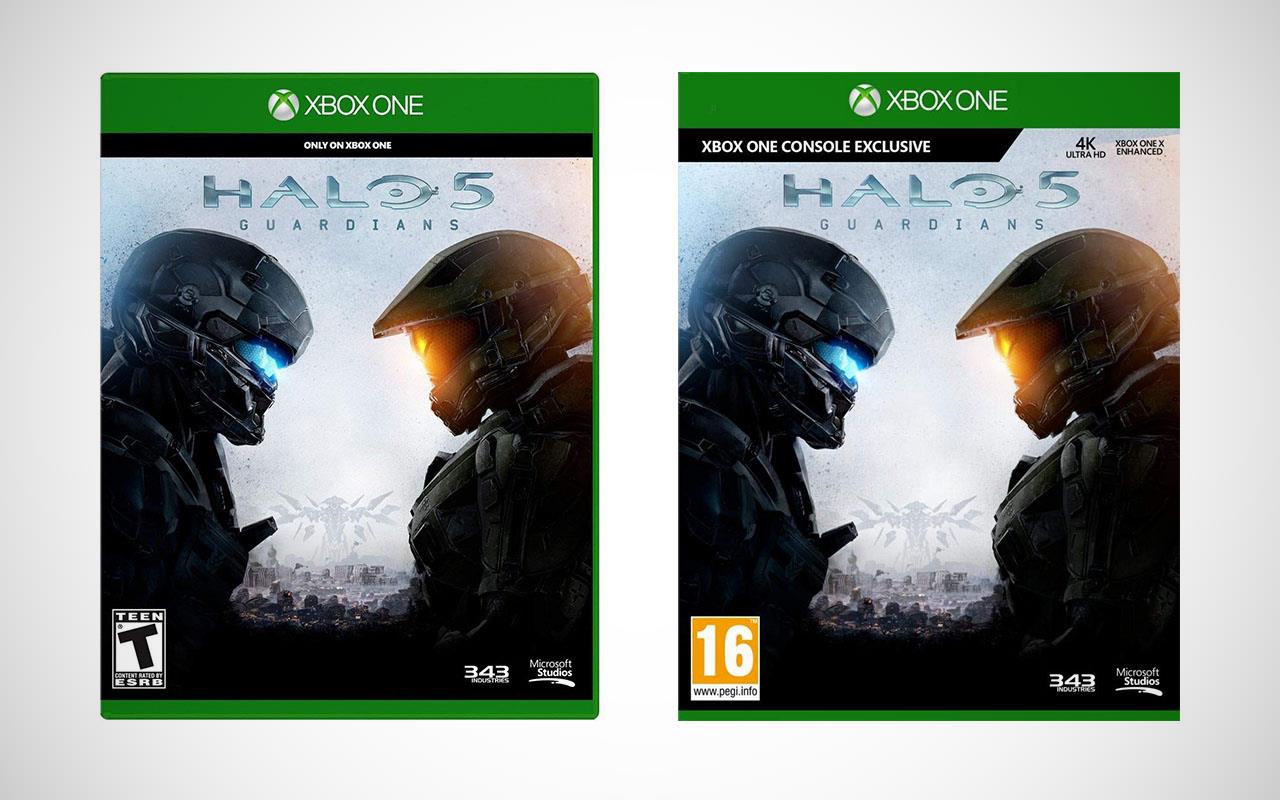 XBOX ONE
ONLY ON XBOX ONE
HALO 5
GUARDIANS
TEEN
T
CONTENT RATED BY
ESRB
343
INDUSTRIES
Microsoft
Studios
XBOX ONE
XBOX ONE CONSOLE EXCLUSIVE
4K
ULTRA HD
XBOX ONE X
ENHANCED
HALO 5
GUARDIANS
16
www.pegi.info
343
INDUSTRIES
Microsoft
Studios